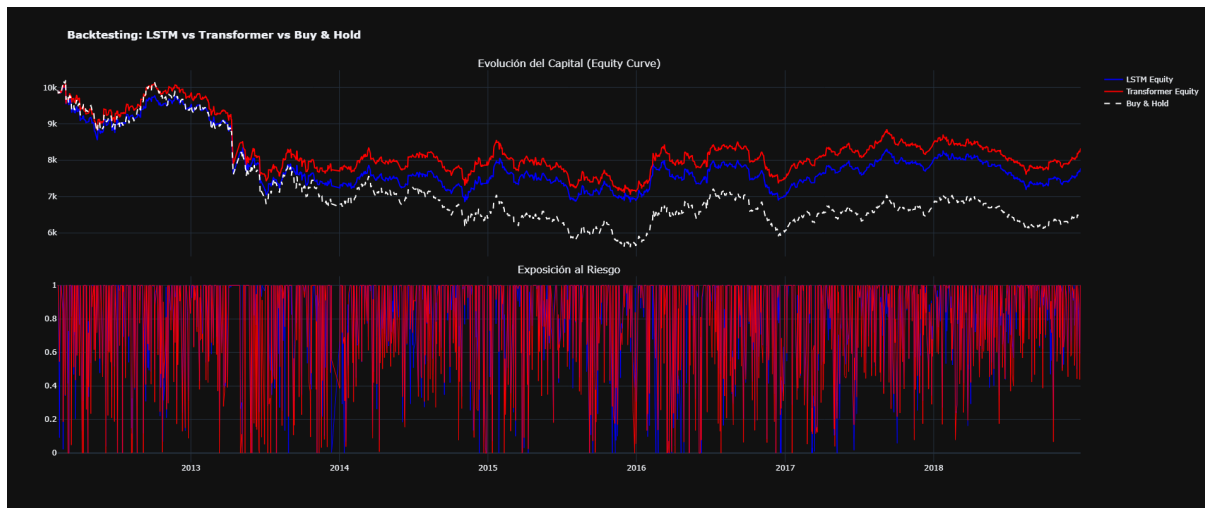 Backtesting: LSTM vs Transformer vs Buy & Hold
Evolución del Capital (Equity Curve)
10k
9k
8k
7k
6k
LSTM Equity
Transformer Equity
Buy & Hold
Exposición al Riesgo
1
0.8
0.6
0.4
0.2
0
2013
2014
2015
2016
2017
2018